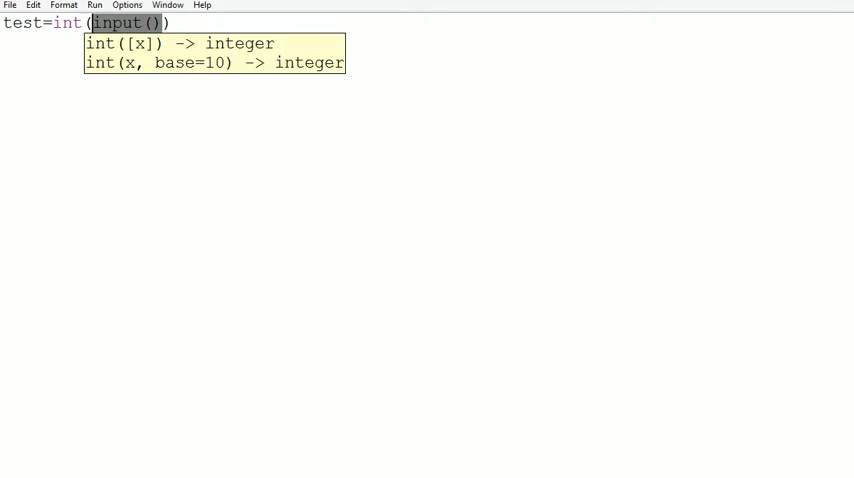 File Edit Format Run Options Window Help
test=int(input())
int([x]) -> integer
int(x, base=10) -> integer